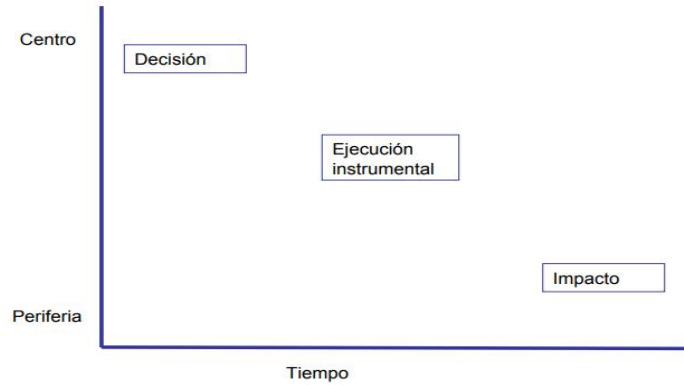 Centro
Decisión
Ejecución
instrumental
Impacto
Periferia
Tiempo